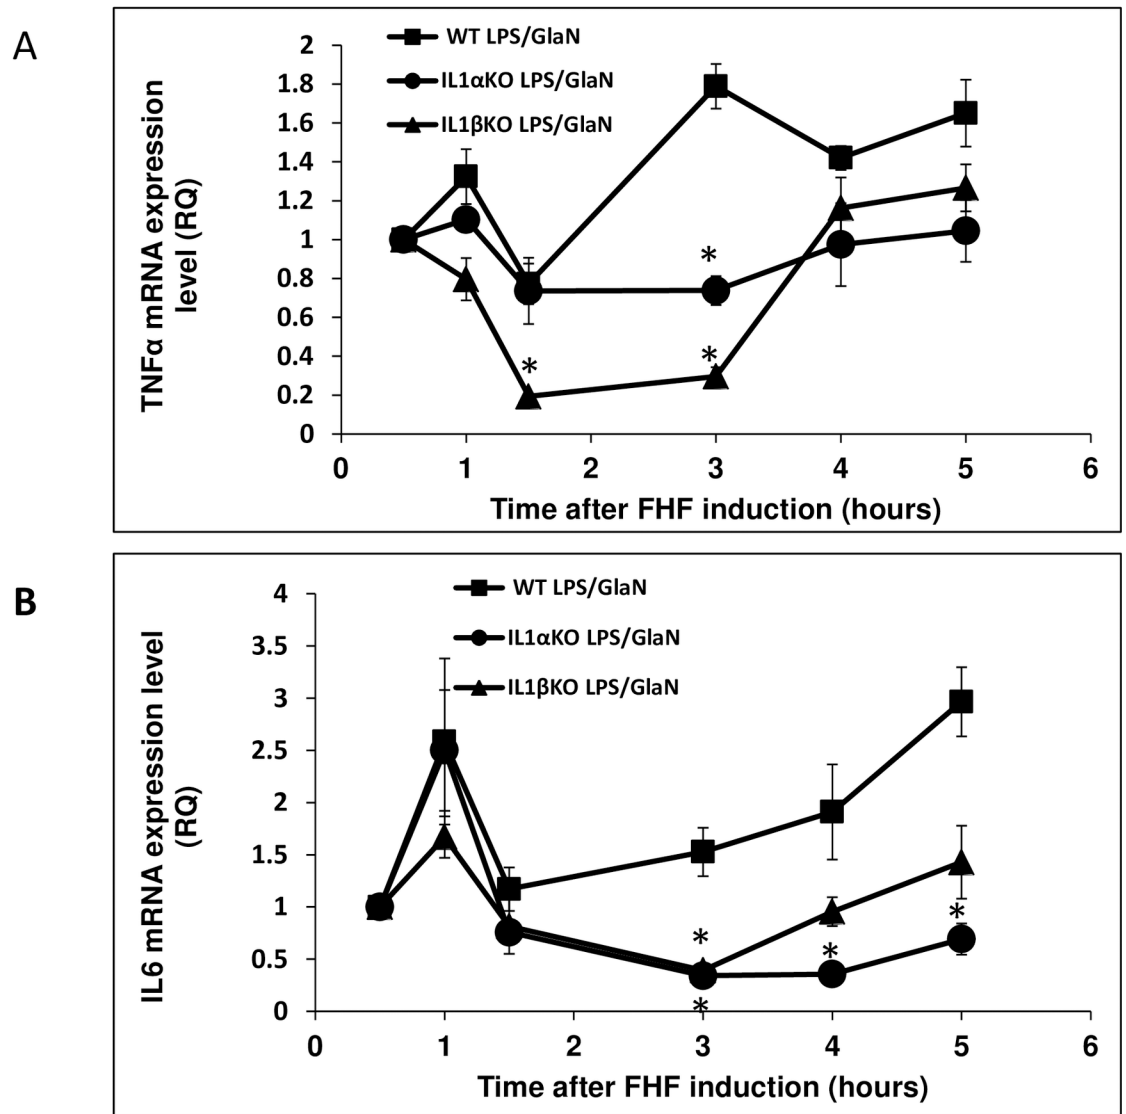 A
WT LPS/GlaN
IL1αKO LPS/GlaN
IL1βKO LPS/GlaN
TNFα mRNA expression
level (RQ)
2
1.8
1.6
1.4
1.2
1
0.8
0.6
0.4
0.2
0
*
*
*
0 1 2 3 4 5 6
Time after FHF induction (hours)
B
WT LPS/GlaN
IL1αKO LPS/GlaN
IL1βKO LPS/GlaN
IL6 mRNA expression level
(RQ)
4
3.5
3
2.5
2
1.5
1
0.5
0
*
*
*
*
0 1 2 3 4 5 6
Time after FHF induction (hours)